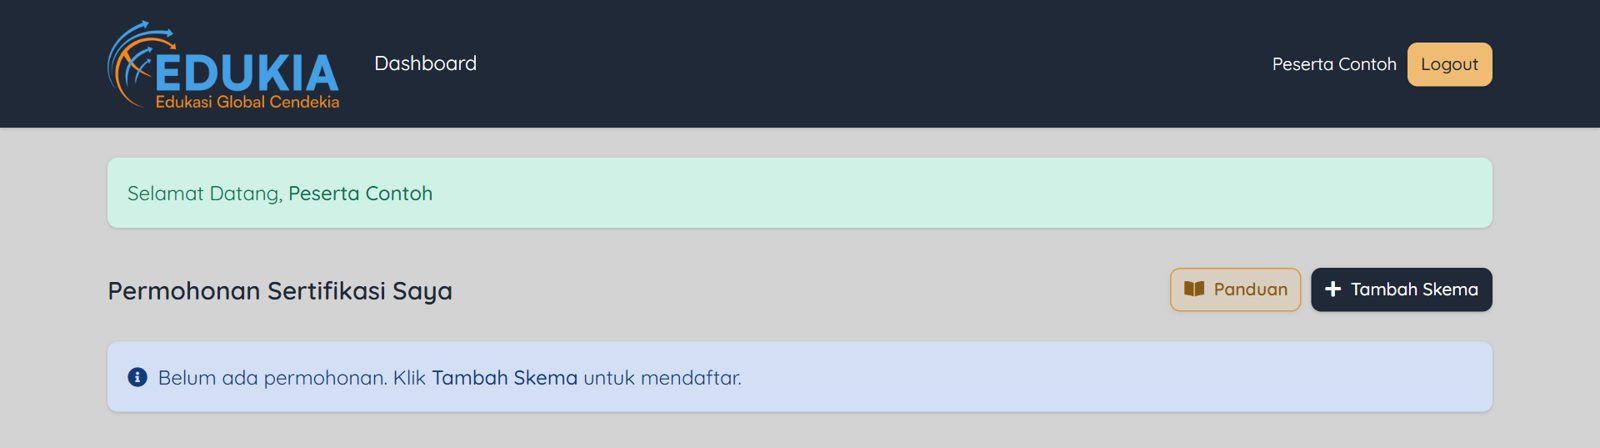 EDUKIA
Edukasi Global Cendekia
Dashboard
Peserta Contoh
Logout
Selamat Datang, Peserta Contoh
Permohonan Sertifikasi Saya
Panduan
Tambah Skema
Belum ada permohonan. Klik Tambah Skema untuk mendaftar.